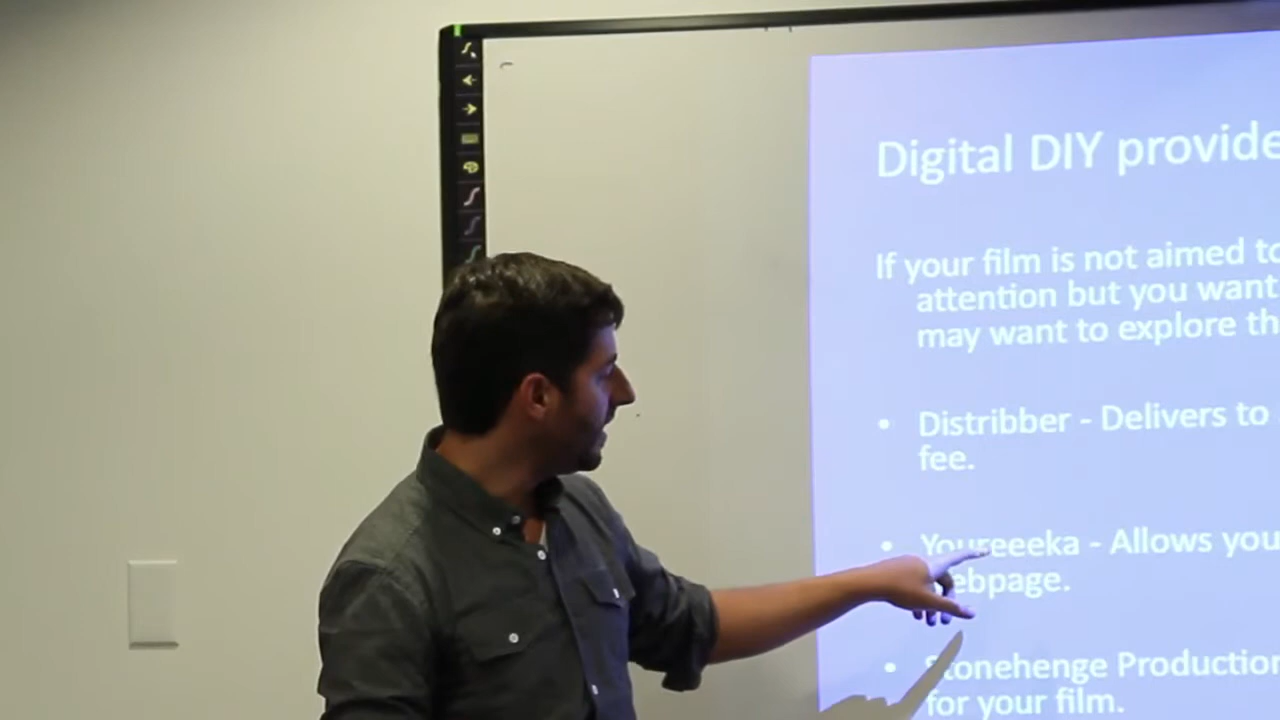 Digital DIY provide
If your film is not aimed to
attention but you want
may want to explore th
• Distribber - Delivers to
fee.
• Youreeeka - Allows you
webpage.
• Stonehenge Production
for your film.